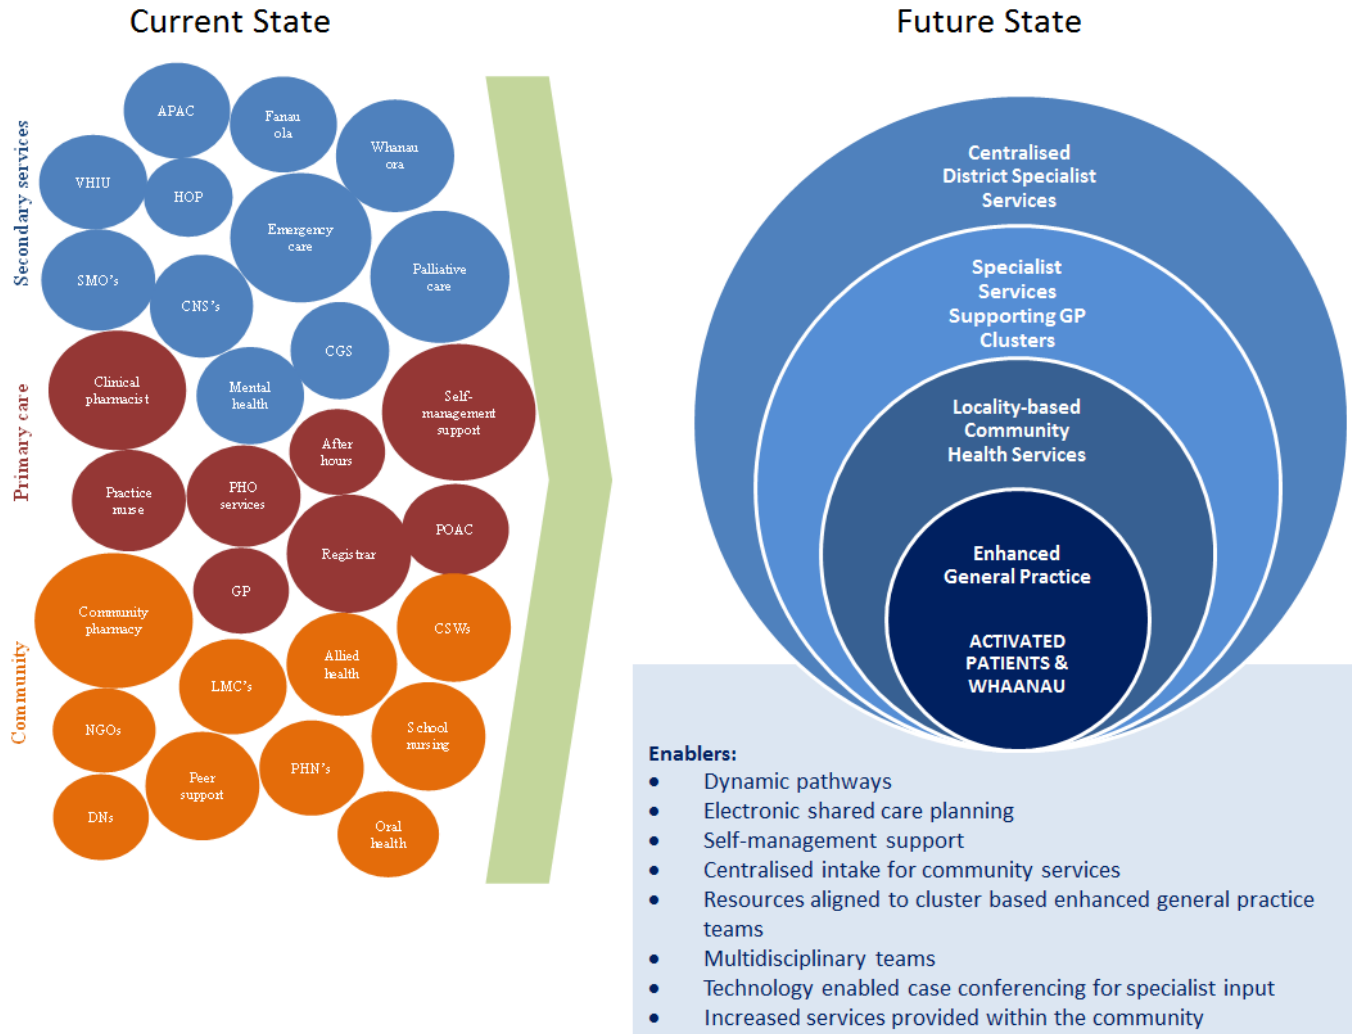 Current State
Secondary services
APAC
Fanau
ola
Whanau
ora
VHIU
HOP
Emergency
care
Palliative
care
SMO's
CNS's
CGS
Mental
health
Primary care
Clinical
pharmacist
Self-
management
support
After
hours
Practice
nurse
PHO
services
POAC
Registrar
GP
Community
Community
pharmacy
CSWs
Allied
health
LMC's
NGOs
School
nursing
PHN's
Peer
support
DNs
Oral
health
Future State
Centralised
District Specialist
Services
Specialist
Services
Supporting GP
Clusters
Locality-based
Community
Health Services
Enhanced
General Practice
ACTIVATED
PATIENTS &
WHAANAU
Enablers:
• Dynamic pathways
• Electronic shared care planning
• Self-management support
• Centralised intake for community services
• Resources aligned to cluster based enhanced general practice
teams
• Multidisciplinary teams
• Technology enabled case conferencing for specialist input
• Increased services provided within the community